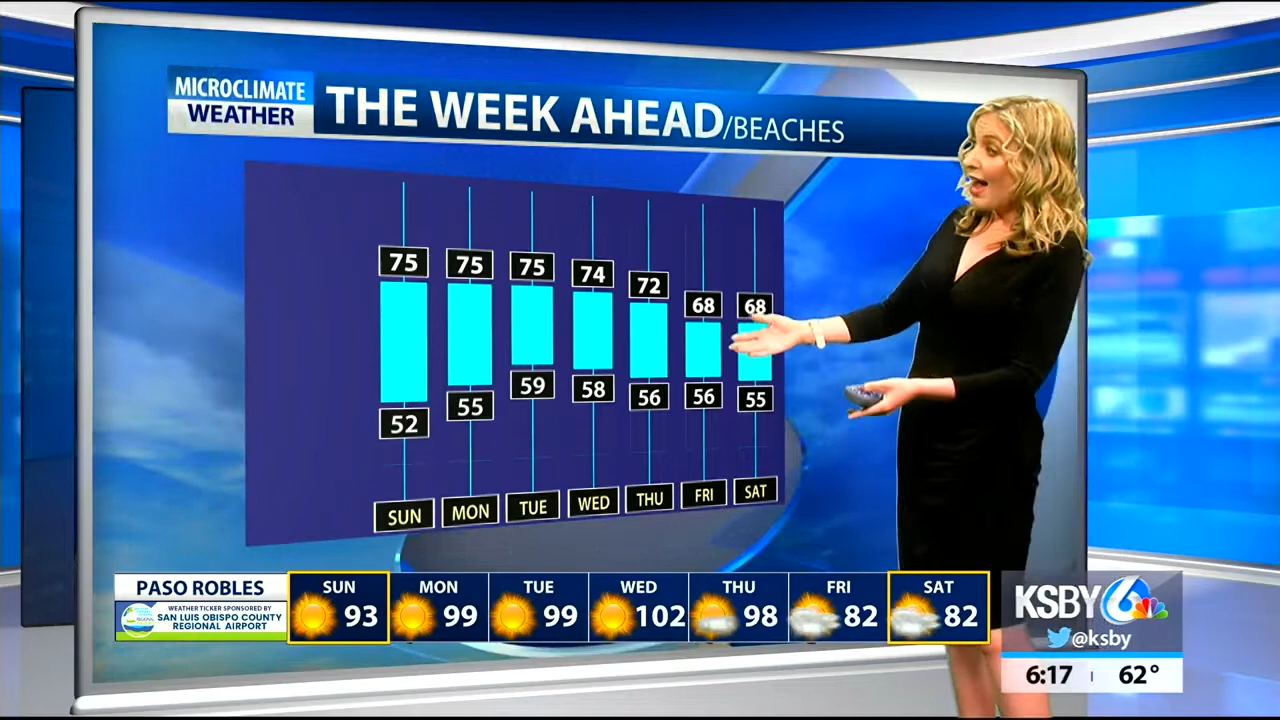 MICROCLIMATE
WEATHER
THE WEEK AHEAD/BEACHES
75 75 75 74 72 68 68
52 55 59 58 56 56 55
SUN MON TUE WED THU FRI SAT
PASO ROBLES
WEATHER TICKER SPONSORED BY
SAN LUIS OBISPO COUNTY
REGIONAL AIRPORT
SUN MON TUE WED THU FRI SAT
93 99 99 102 98 82 82
KSBY 6
@ksby
6:17 62°